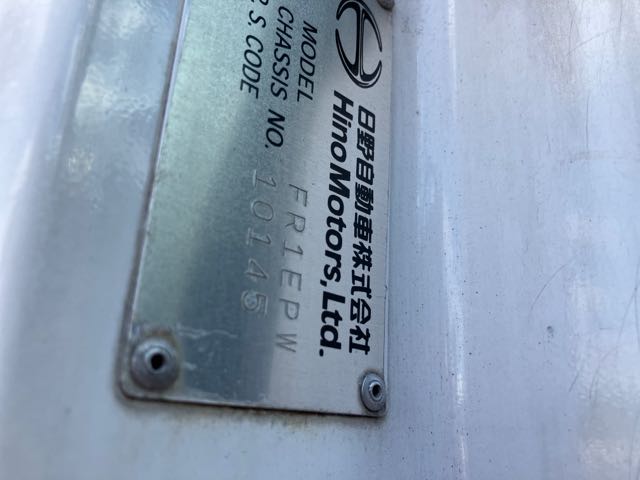 日野自動車株式会社
HinoMotors,Ltd.
MODEL FR1EPW
CHASSIS NO. 10145
S. CODE